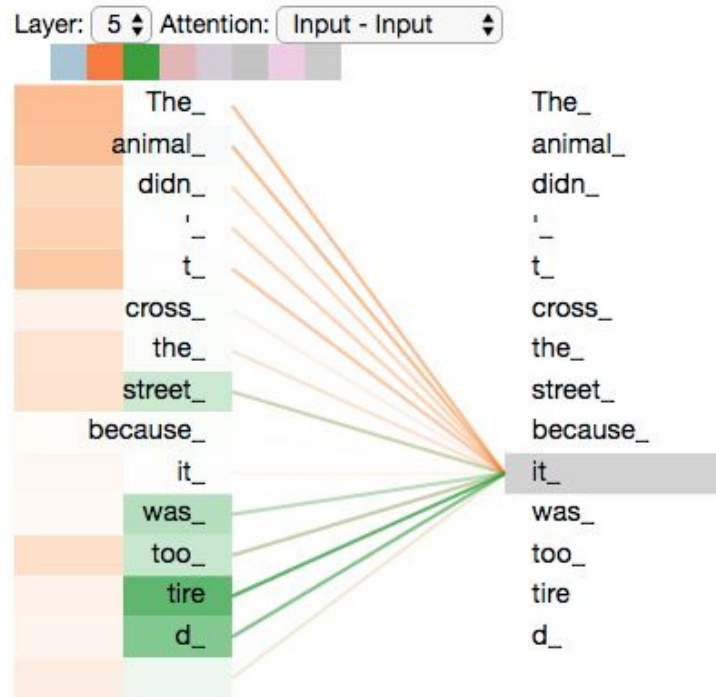 Layer: 5 Attention: Input - Input
The_ The_
animal_ animal_
didn_ didn_
'_ '_
t_ t_
cross_ cross_
the_ the_
street_ street_
because_ because_
it_ it_
was_ was_
too_ too_
tire tire
d_ d_